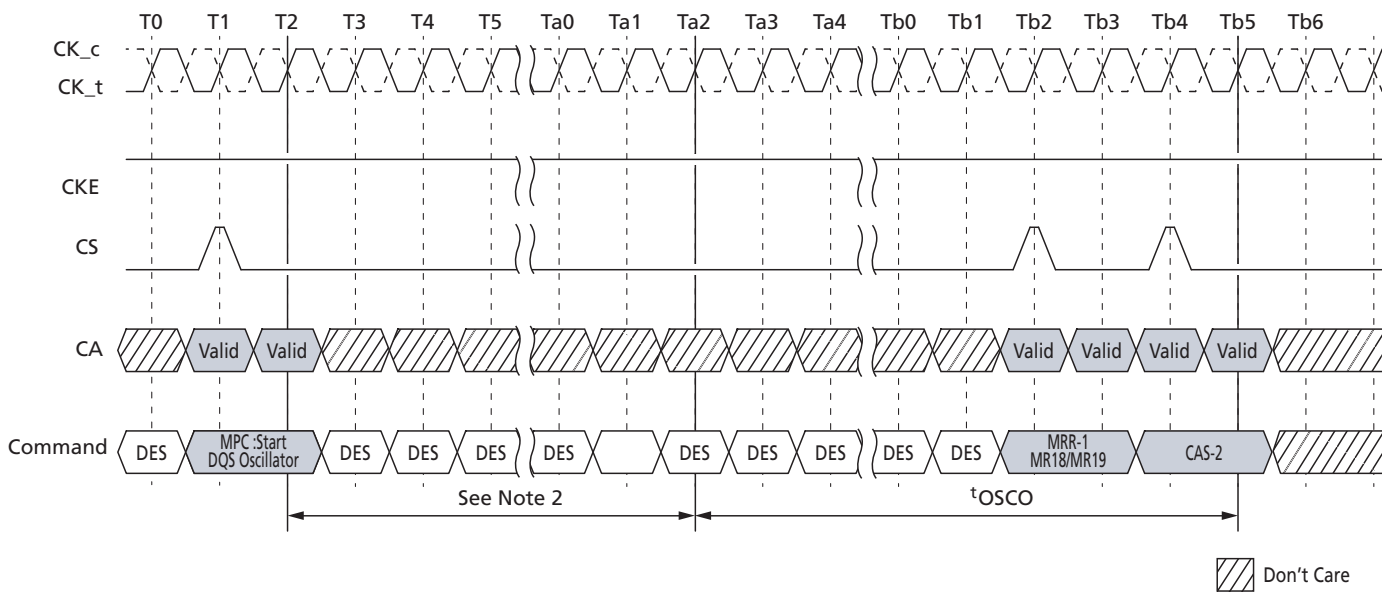 T0 T1 T2 T3 T4 T5 Ta0 Ta1 Ta2 Ta3 Ta4 Tb0 Tb1 Tb2 Tb3 Tb4 Tb5 Tb6
CK_c
CK_t
CKE
CS
CA Valid Valid Valid Valid Valid Valid
Command DES MPC :Start DQS Oscillator DES DES DES DES DES DES DES DES DES MRR-1 MR18/MR19 CAS-2
See Note 2 tOSCO
Don't Care